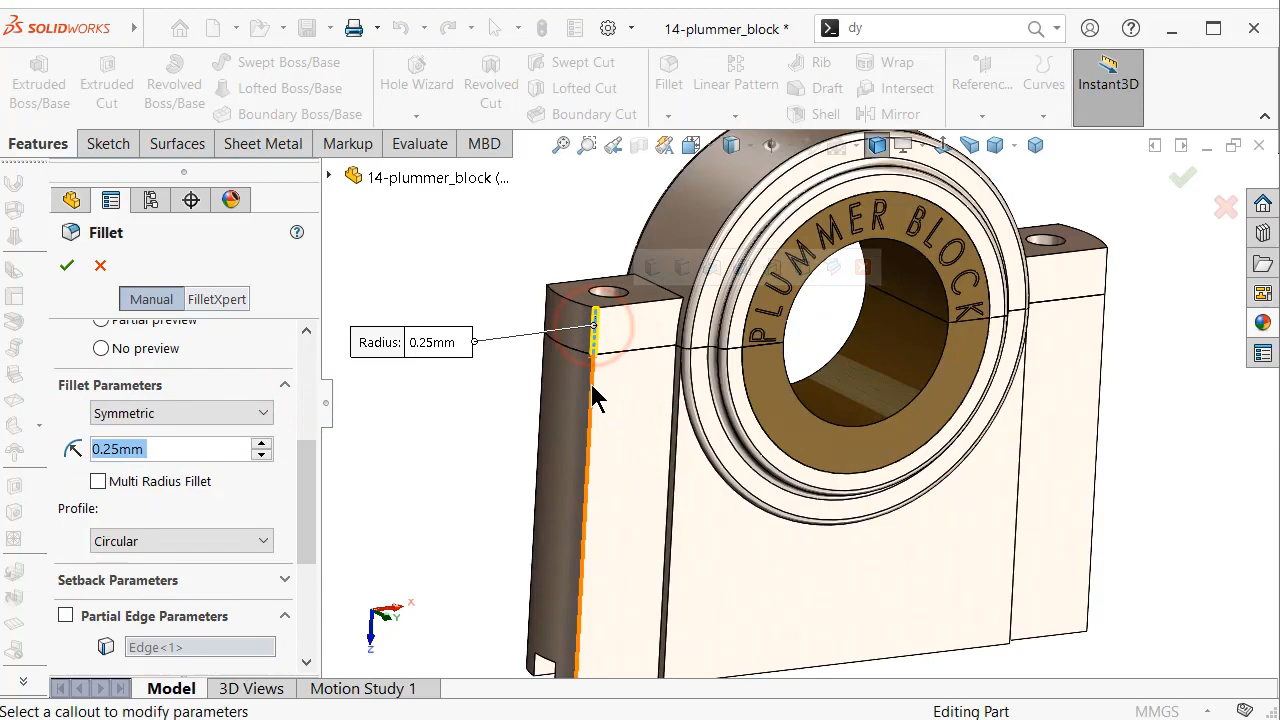 SOLIDWORKS
14-plummer_block *
dy
Extruded Boss/Base
Extruded Cut
Revolved Boss/Base
Swept Boss/Base
Lofted Boss/Base
Boundary Boss/Base
HoleWizard
Revolved Cut
Swept Cut
Lofted Cut
Boundary Cut
Fillet
Linear Pattern
Rib
Draft
Shell
Wrap
Intersect
Mirror
Referenc...
Curves
Instant3D
Features
Sketch
Surfaces
Sheet Metal
Markup
Evaluate
MBD
14-plummer_block (...
Fillet
Manual
FilletXpert
Partial preview
No preview
Fillet Parameters
Symmetric
0.25mm
Multi Radius Fillet
Profile:
Circular
Setback Parameters
Partial Edge Parameters
Edge<1>
Radius: 0.25mm
PLUMMER BLOCK
X
Y
Z
Model
3D Views
Motion Study 1
Select a callout to modify parameters
Editing Part
MMGS